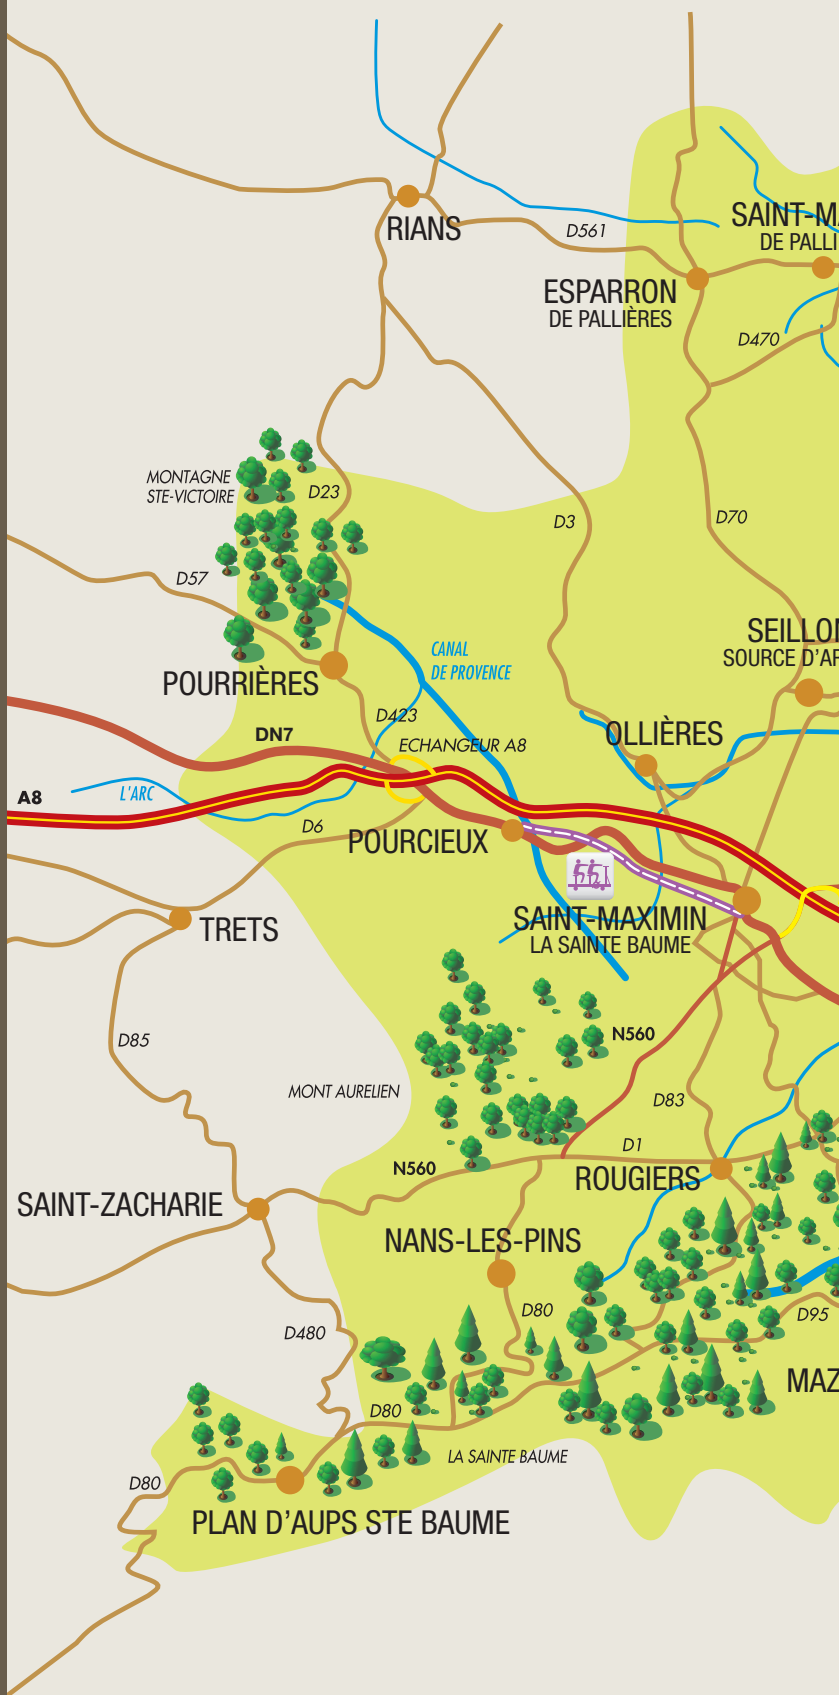 RIANS
D561
SAINT-MA
DE PALLI
ESPARRON
DE PALLIÈRES
D470
MONTAGNE
STE-VICTOIRE
D23
D3
D70
D57
CANAL
DE PROVENCE
SEILLON
SOURCE D'AR
POURRIÈRES
D423
DN7
ECHANGEUR A8
OLLIÈRES
A8
L'ARC
D6
POURCIEUX
SAINT-MAXIMIN
LA SAINTE BAUME
TRETS
N560
D85
MONT AURELIEN
D83
D1
N560
ROUGIERS
SAINT-ZACHARIE
NANS-LES-PINS
D80
D95
D480
MAZ
D80
LA SAINTE BAUME
D80
PLAN D'AUPS STE BAUME